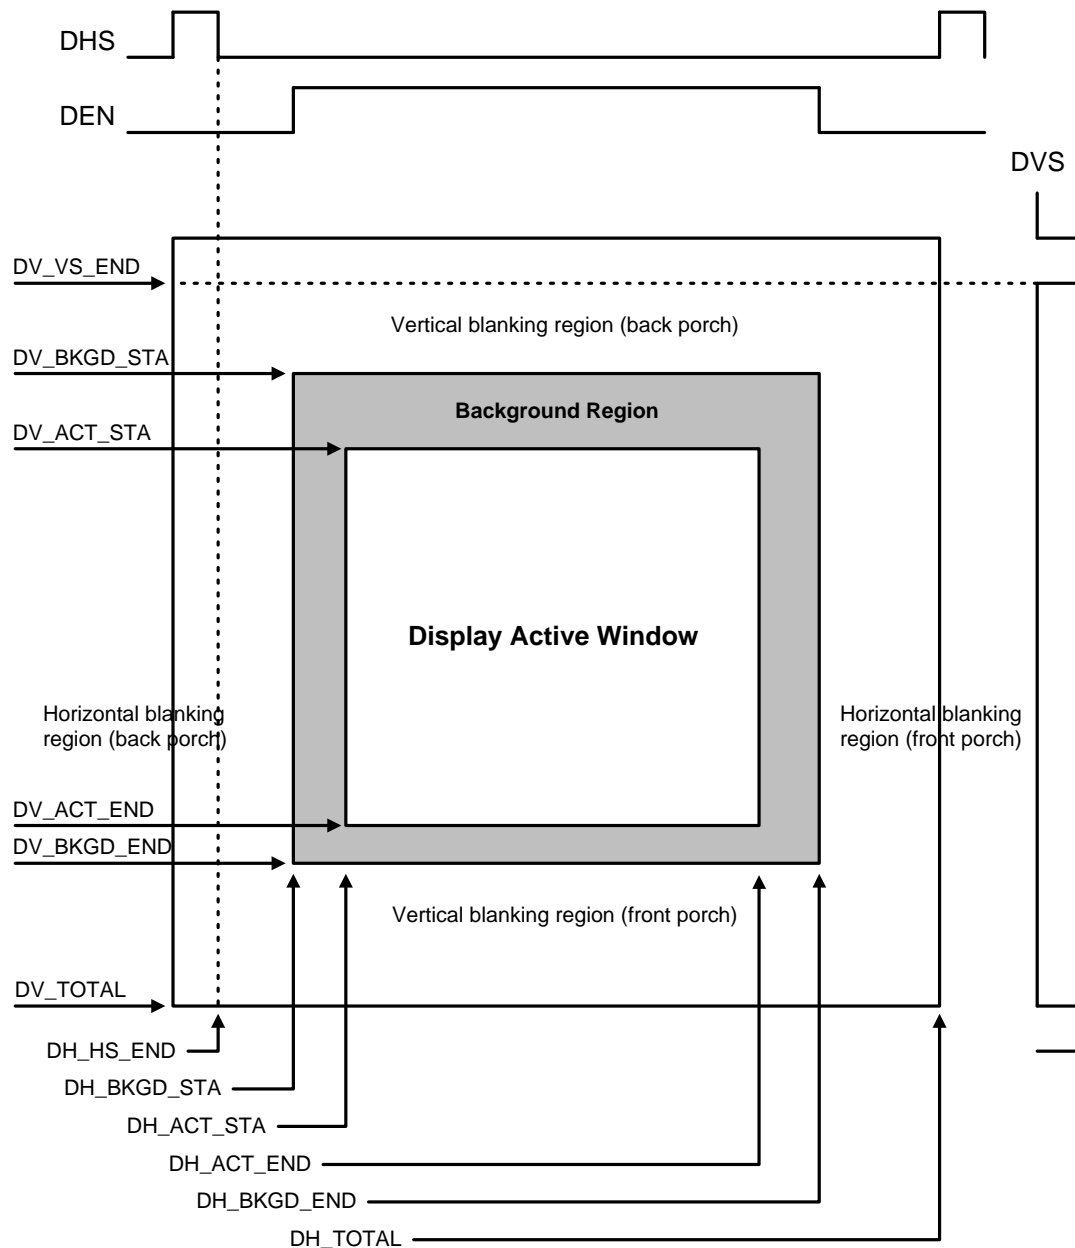 DHS
DEN
DVS
DV_VS_END
Vertical blanking region (back porch)
DV_BKGD_STA
Background Region
DV_ACT_STA
Display Active Window
Horizontal blanking
region (back porch)
Horizontal blanking
region (front porch)
DV_ACT_END
DV_BKGD_END
Vertical blanking region (front porch)
DV_TOTAL
DH_HS_END
DH_BKGD_STA
DH_ACT_STA
DH_ACT_END
DH_BKGD_END
DH_TOTAL